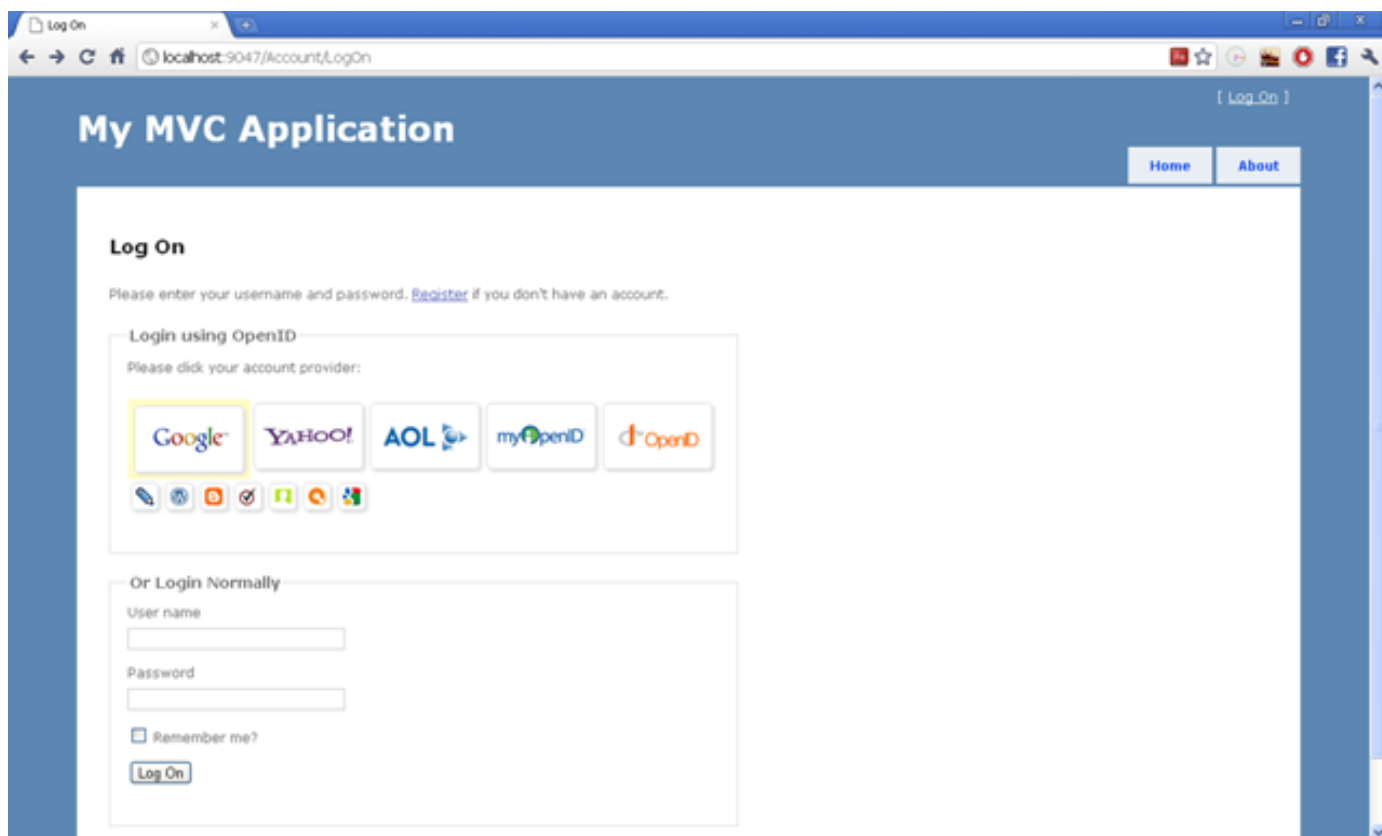 Log On
localhost:9047/Account/LogOn
[ Log On ]
My MVC Application
Home About
Log On
Please enter your username and password. Register if you don't have an account.
Login using OpenID
Please click your account provider:
Google YAHOO! AOL myOpenID OpenID
Or Login Normally
User name
Password
Remember me?
Log On